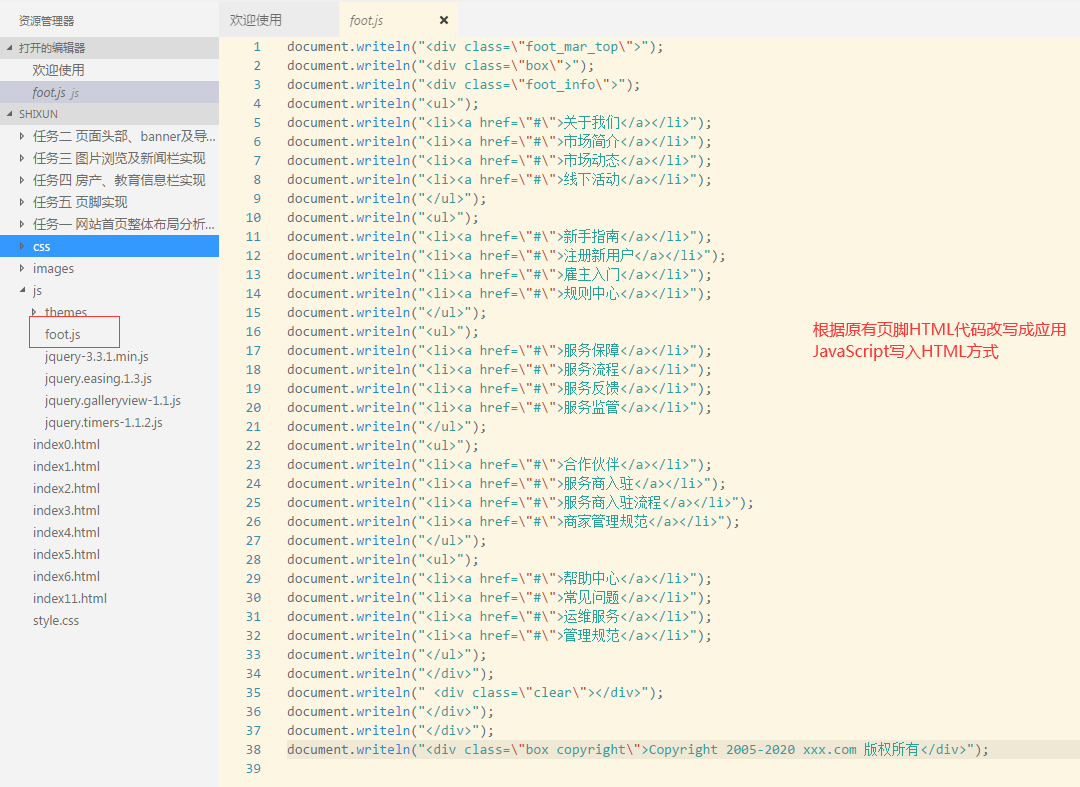 资源管理器
打开的编辑器
欢迎使用
foot.js js
SHIXUN
任务二 页面头部、banner及导...
任务三 图片浏览及新闻栏实现
任务四 房产、教育信息栏实现
任务五 页脚实现
任务一 网站首页整体布局分析...
css
images
js
themes
foot.js
jquery-3.3.1.min.js
jquery.easing.1.3.js
jquery.galleryview-1.1.js
jquery.timers-1.1.2.js
index0.html
index1.html
index2.html
index3.html
index4.html
index5.html
index6.html
index11.html
style.css
欢迎使用 foot.js ×
1 document.writeln("<div class=\"foot_mar_top\">");
2 document.writeln("<div class=\"box\">");
3 document.writeln("<div class=\"foot_info\">");
4 document.writeln("<ul>");
5 document.writeln("<li><a href=\"#\">关于我们</a></li>");
6 document.writeln("<li><a href=\"#\">市场简介</a></li>");
7 document.writeln("<li><a href=\"#\">市场动态</a></li>");
8 document.writeln("<li><a href=\"#\">线下活动</a></li>");
9 document.writeln("</ul>");
10 document.writeln("<ul>");
11 document.writeln("<li><a href=\"#\">新手指南</a></li>");
12 document.writeln("<li><a href=\"#\">注册新用户</a></li>");
13 document.writeln("<li><a href=\"#\">雇主入门</a></li>");
14 document.writeln("<li><a href=\"#\">规则中心</a></li>");
15 document.writeln("</ul>");
16 document.writeln("<ul>");
17 document.writeln("<li><a href=\"#\">服务保障</a></li>");
18 document.writeln("<li><a href=\"#\">服务流程</a></li>");
19 document.writeln("<li><a href=\"#\">服务反馈</a></li>");
20 document.writeln("<li><a href=\"#\">服务监管</a></li>");
21 document.writeln("</ul>");
22 document.writeln("<ul>");
23 document.writeln("<li><a href=\"#\">合作伙伴</a></li>");
24 document.writeln("<li><a href=\"#\">服务商入驻</a></li>");
25 document.writeln("<li><a href=\"#\">服务商入驻流程</a></li>");
26 document.writeln("<li><a href=\"#\">商家管理规范</a></li>");
27 document.writeln("</ul>");
28 document.writeln("<ul>");
29 document.writeln("<li><a href=\"#\">帮助中心</a></li>");
30 document.writeln("<li><a href=\"#\">常见问题</a></li>");
31 document.writeln("<li><a href=\"#\">运维服务</a></li>");
32 document.writeln("<li><a href=\"#\">管理规范</a></li>");
33 document.writeln("</ul>");
34 document.writeln("</div>");
35 document.writeln(" <div class=\"clear\"></div>");
36 document.writeln("</div>");
37 document.writeln("</div>");
38 document.writeln("<div class=\"box copyright\">Copyright 2005-2020 xxx.com 版权所有</div>");
39
根据原有页脚HTML代码改写成应用
JavaScript写入HTML方式